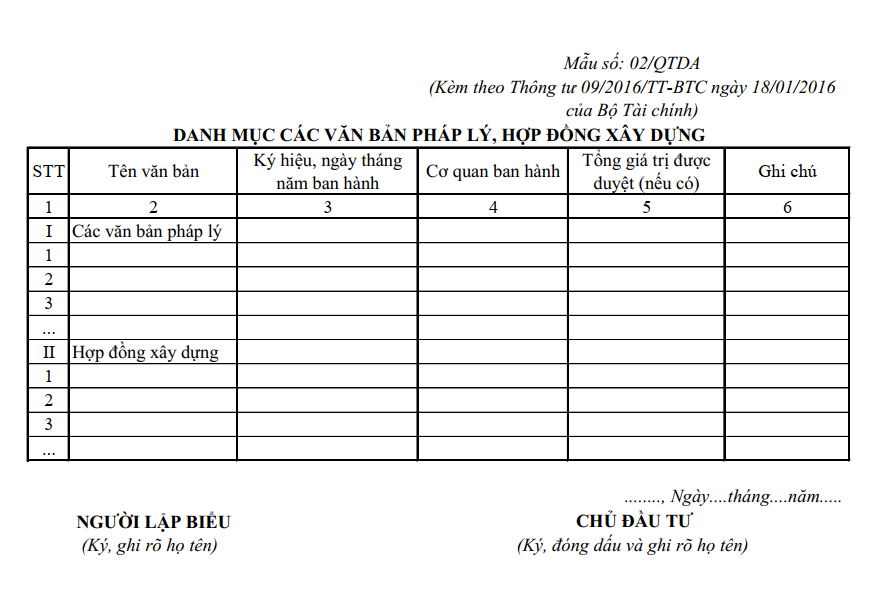 Mẫu số: 02/QTDA
(Kèm theo Thông tư 09/2016/TT-BTC ngày 18/01/2016
của Bộ Tài chính)
DANH MỤC CÁC VĂN BẢN PHÁP LÝ, HỢP ĐỒNG XÂY DỰNG
STT Tên văn bản Ký hiệu, ngày tháng năm ban hành Cơ quan ban hành Tổng giá trị được duyệt (nếu có) Ghi chú
1 2 3 4 5 6
I Các văn bản pháp lý
1
2
3
...
II Hợp đồng xây dựng
1
2
3
...
........, Ngày....tháng....năm.....
NGƯỜI LẬP BIỂU CHỦ ĐẦU TƯ
(Ký, ghi rõ họ tên) (Ký, đóng dấu và ghi rõ họ tên)